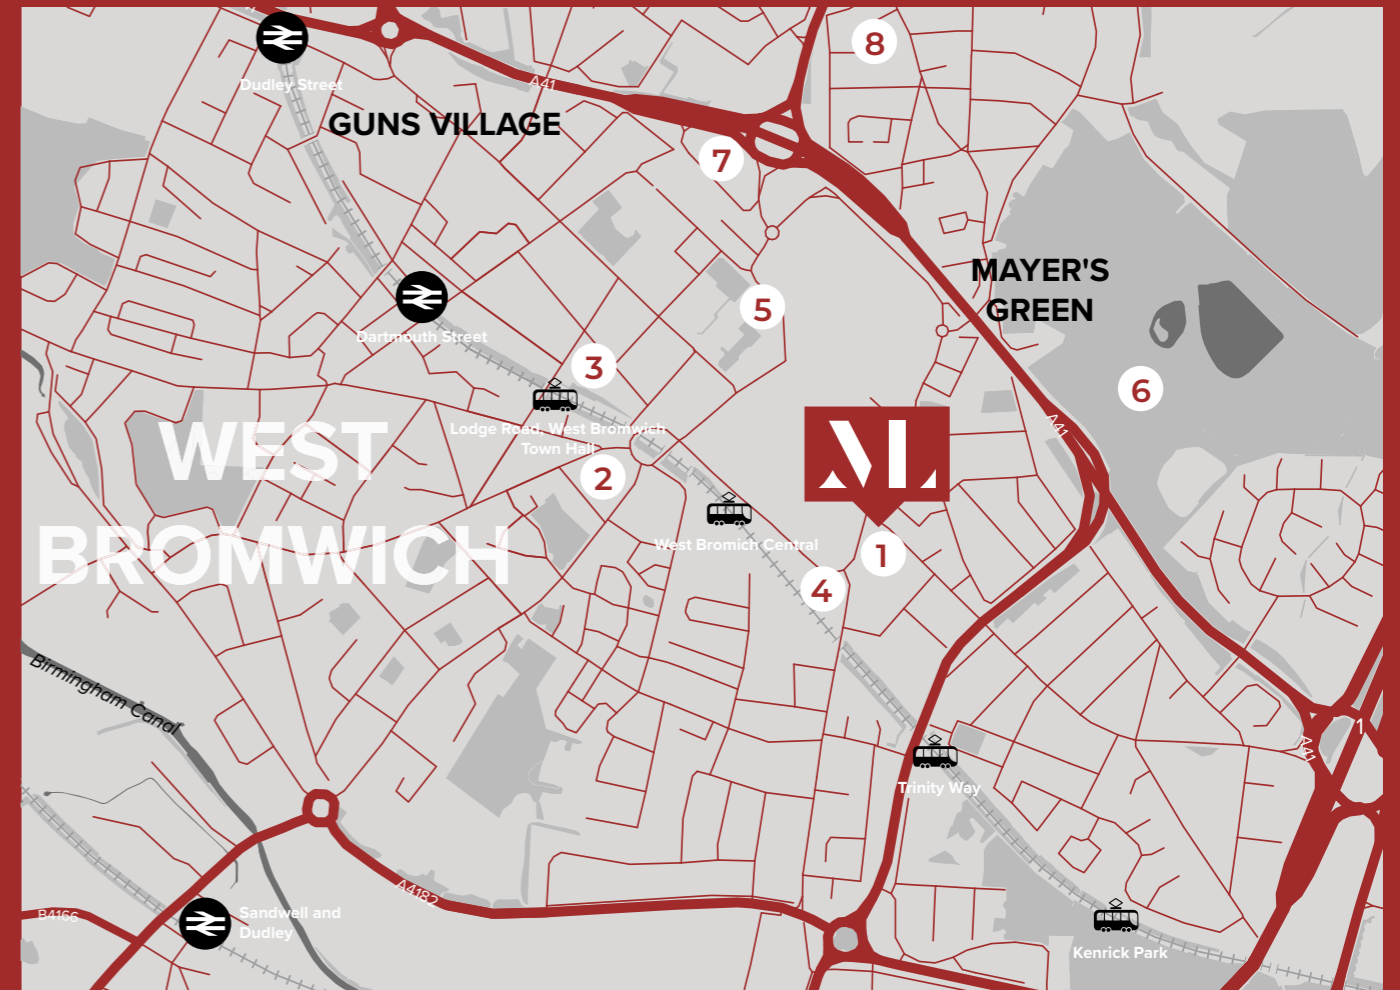 8
Dudley Street
A41
GUNS VILLAGE
7
MAYER'S
GREEN
5
Dartmouth Street
3
6
Lodge Road, West Bromwich
Town Hall
A41
WEST
BROMWICH
ML
2
West Bromich Central
1
4
Birmingham Canal
1
A41
Trinity Way
A4182
B4166
Sandwell and
Dudley
Kenrick Park